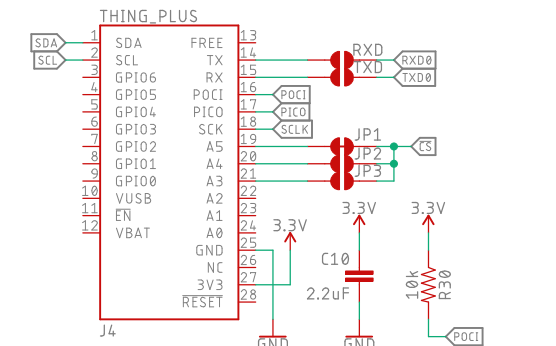 THING_PLUS
SDA 1 SDA FREE 13
SCL 2 SCL TX 14 RXD RXD0
3 GPIO6 RX 15 TXD TXD0
4 GPIO5 POCI 16 POCI
5 GPIO4 PICO 17 PICO
6 GPIO3 SCK 18 SCLK
7 GPIO2 A5 19 JP1 CS
8 GPIO1 A4 20 JP2
9 GPIO0 A3 21 JP3
10 VUSB A2 22
11 EN A1 23
12 VBAT A0 24
GND 25
NC 26
3V3 27
RESET 28
J4
3.3V
GND
3.3V
C10
2.2uF
GND
3.3V
10k
R30
POCI